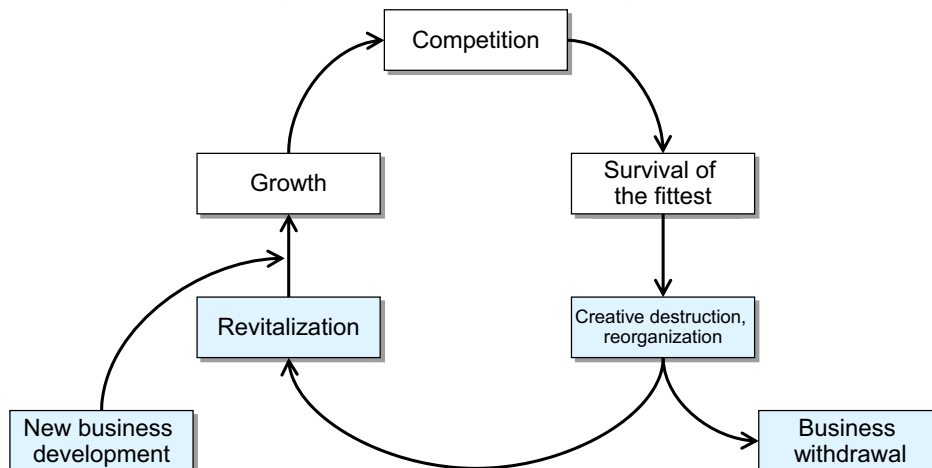 Competition
Growth
Survival of
the fittest
Revitalization
Creative destruction,
reorganization
New business
development
Business
withdrawal